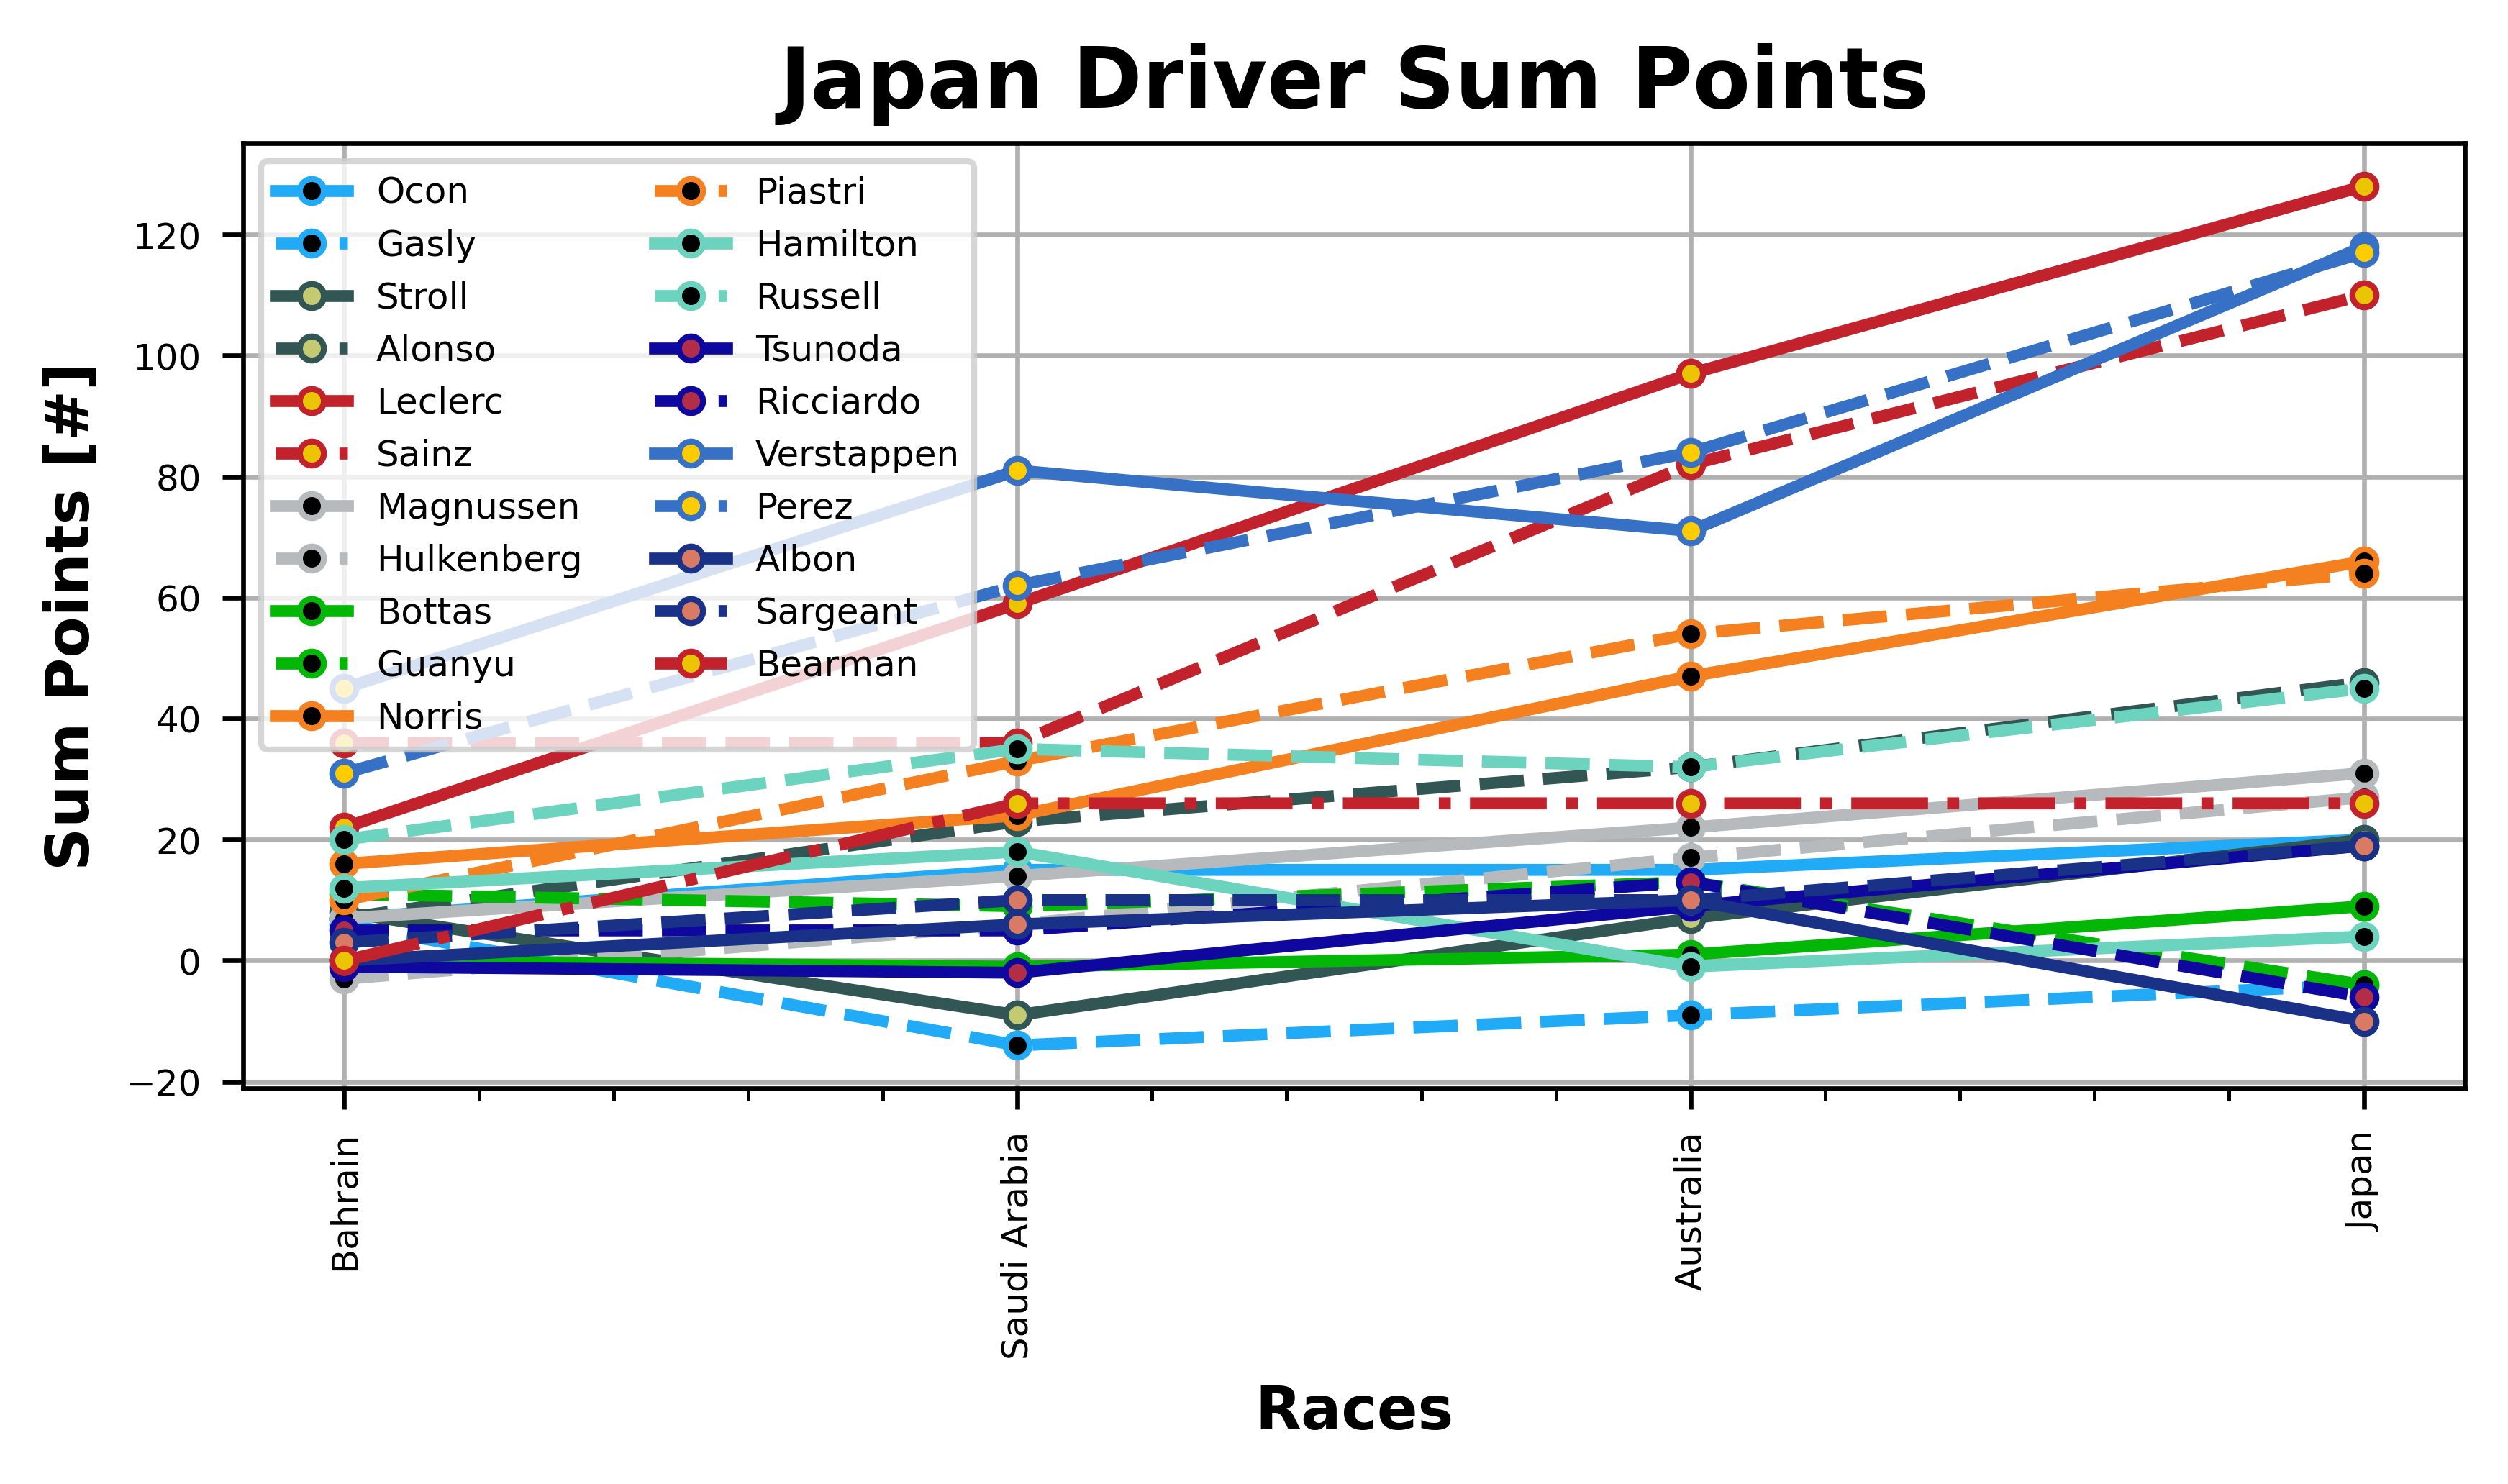 Japan Driver Sum Points
Sum Points [#]
120
100
80
60
40
20
0
−20
Ocon
Gasly
Stroll
Alonso
Leclerc
Sainz
Magnussen
Hulkenberg
Bottas
Guanyu
Norris
Piastri
Hamilton
Russell
Tsunoda
Ricciardo
Verstappen
Perez
Albon
Sargeant
Bearman
Bahrain
Saudi Arabia
Australia
Japan
Races